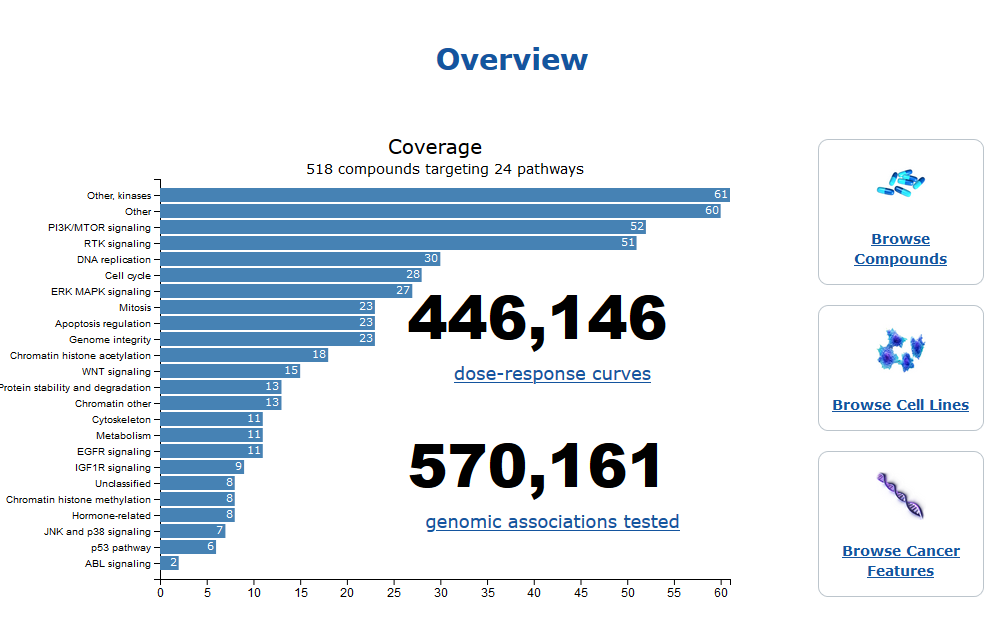 Overview
Coverage
518 compounds targeting 24 pathways
Other, kinases 61
Other 60
PI3K/MTOR signaling 52
RTK signaling 51
DNA replication 30
Cell cycle 28
ERK MAPK signaling 27
Mitosis 23
Apoptosis regulation 23
Genome integrity 23
Chromatin histone acetylation 18
WNT signaling 15
Protein stability and degradation 13
Chromatin other 13
Cytoskeleton 11
Metabolism 11
EGFR signaling 11
IGF1R signaling 9
Unclassified 8
Chromatin histone methylation 8
Hormone-related 8
JNK and p38 signaling 7
p53 pathway 6
ABL signaling 2
0 5 10 15 20 25 30 35 40 45 50 55 60
446,146
dose-response curves
570,161
genomic associations tested
Browse
Compounds
Browse Cell Lines
Browse Cancer
Features